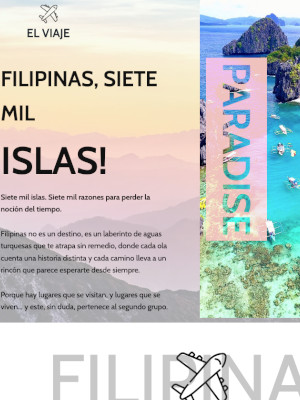 EL VIAJE
FILIPINAS, SIETE
MIL
ISLAS!
Siete mil islas. Siete mil razones para perder la
noción del tiempo.
Filipinas no es un destino, es un laberinto de aguas
turquesas que te atrapa sin remedio, donde cada ola
cuenta una historia distinta y cada camino lleva a un
rincón que parece esperarte desde siempre.
Porque hay lugares que se visitan, y lugares que se
viven... y este, sin duda, pertenece al segundo grupo.
PARADISE
FILIPINA